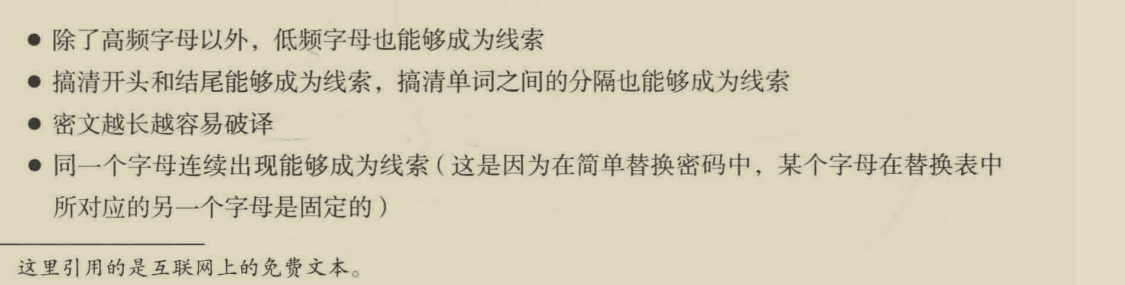 ● 除了高频字母以外，低频字母也能够成为线索
● 搞清开头和结尾能够成为线索，搞清单词之间的分隔也能够成为线索
● 密文越长越容易破译
● 同一个字母连续出现能够成为线索（这是因为在简单替换密码中，某个字母在替换表中
所对应的另一个字母是固定的）
这里引用的是互联网上的免费文本。